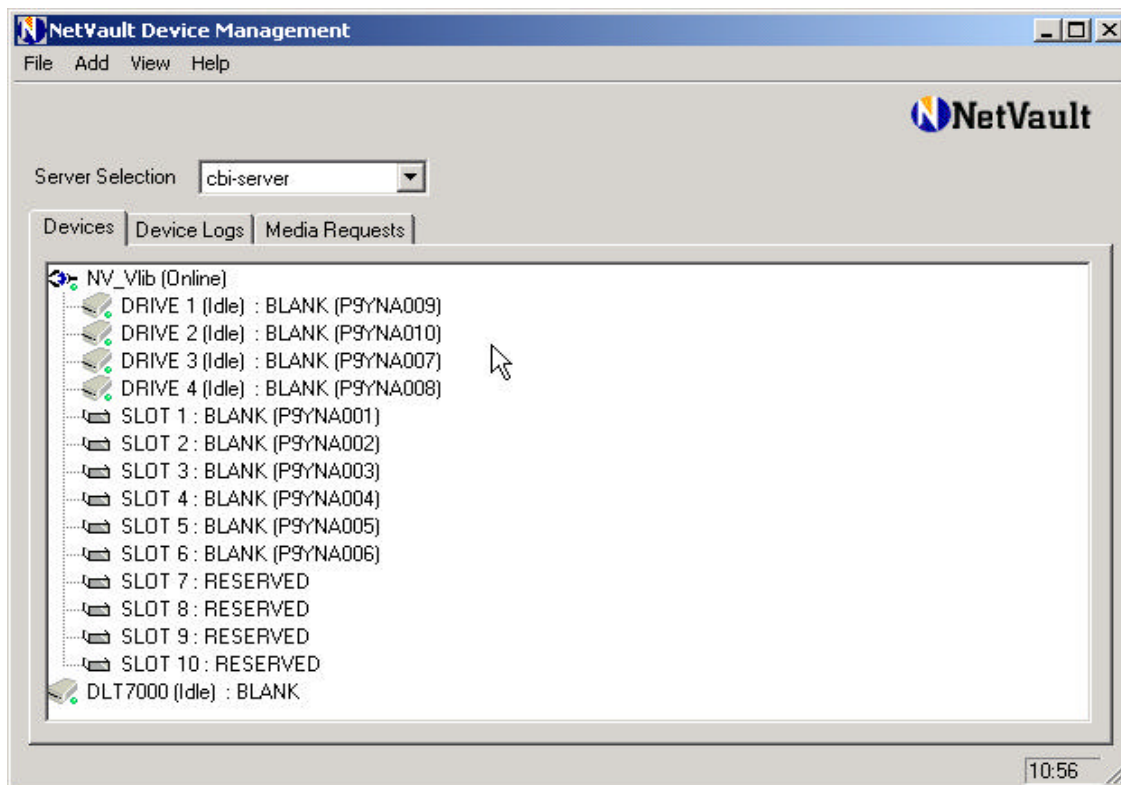 NetVault Device Management
File Add View Help
NetVault
Server Selection cbi-server
Devices Device Logs Media Requests
NV_Vlib (Online)
DRIVE 1 (Idle) : BLANK (P9YNA009)
DRIVE 2 (Idle) : BLANK (P9YNA010)
DRIVE 3 (Idle) : BLANK (P9YNA007)
DRIVE 4 (Idle) : BLANK (P9YNA008)
SLOT 1 : BLANK (P9YNA001)
SLOT 2 : BLANK (P9YNA002)
SLOT 3 : BLANK (P9YNA003)
SLOT 4 : BLANK (P9YNA004)
SLOT 5 : BLANK (P9YNA005)
SLOT 6 : BLANK (P9YNA006)
SLOT 7 : RESERVED
SLOT 8 : RESERVED
SLOT 9 : RESERVED
SLOT 10 : RESERVED
DLT7000 (Idle) : BLANK
10:56